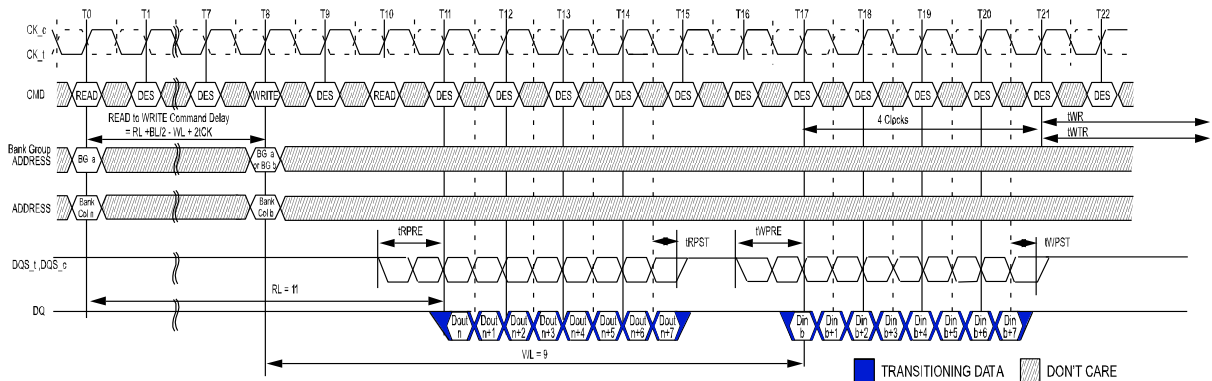 T0 T1 T7 T8 T9 T10 T11 T12 T13 T14 T15 T16 T17 T18 T19 T20 T21 T22
CK_c
CK_t
CMD READ DES DES WRITE DES READ DES DES DES DES DES DES DES DES DES DES DES DES
READ to WRITE Command Delay
= RL +BL/2 - WL + 2tCK
4 Clocks
tWR
tWTR
Bank Group
ADDRESS
BG a
BG a
or BG b
ADDRESS
Bank
Col n
Bank
Col b
tRPRE tRPST tWPRE tWPST
DQS_t ,DQS_c
RL = 11
DQ
Dout
n
Dout
n+1
Dout
n+2
Dout
n+3
Dout
n+4
Dout
n+5
Dout
n+6
Dout
n+7
Din
b
Din
b+1
Din
b+2
Din
b+3
Din
b+4
Din
b+5
Din
b+6
Din
b+7
WL = 9
TRANSITIONING DATA
DON'T CARE